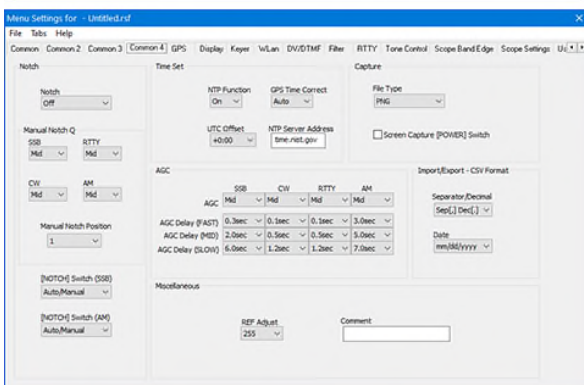 Menu Settings for - Untitled.rsf
File Tabs Help
Common Common 2 Common 3 Common 4 GPS Display Keyer WLan DV/DTMF Filter RTTY Tone Control Scope Band Edge Scope Settings
Notch
Notch
Off
Manual Notch Q
SSB RTTY
Mid Mid
CW AM
Mid Mid
Manual Notch Position
1
[NOTCH] Switch (SSB)
Auto/Manual
[NOTCH] Switch (AM)
Auto/Manual
Time Set
NTP Function GPS Time Correct
On Auto
UTC Offset NTP Server Address
+0:00 time.nist.gov
Capture
File Type
PNG
Screen Capture [POWER] Switch
AGC
SSB CW RTTY AM
AGC Mid Mid Mid Mid
AGC Delay (FAST) 0.3sec 0.1sec 0.1sec 3.0sec
AGC Delay (MID) 2.0sec 0.5sec 0.5sec 5.0sec
AGC Delay (SLOW) 6.0sec 1.2sec 1.2sec 7.0sec
Import/Export - CSV Format
Separator/Decimal
Sep[,] Dec[.]
Date
mm/dd/yyyy
Miscellaneous
REF Adjust Comment
255